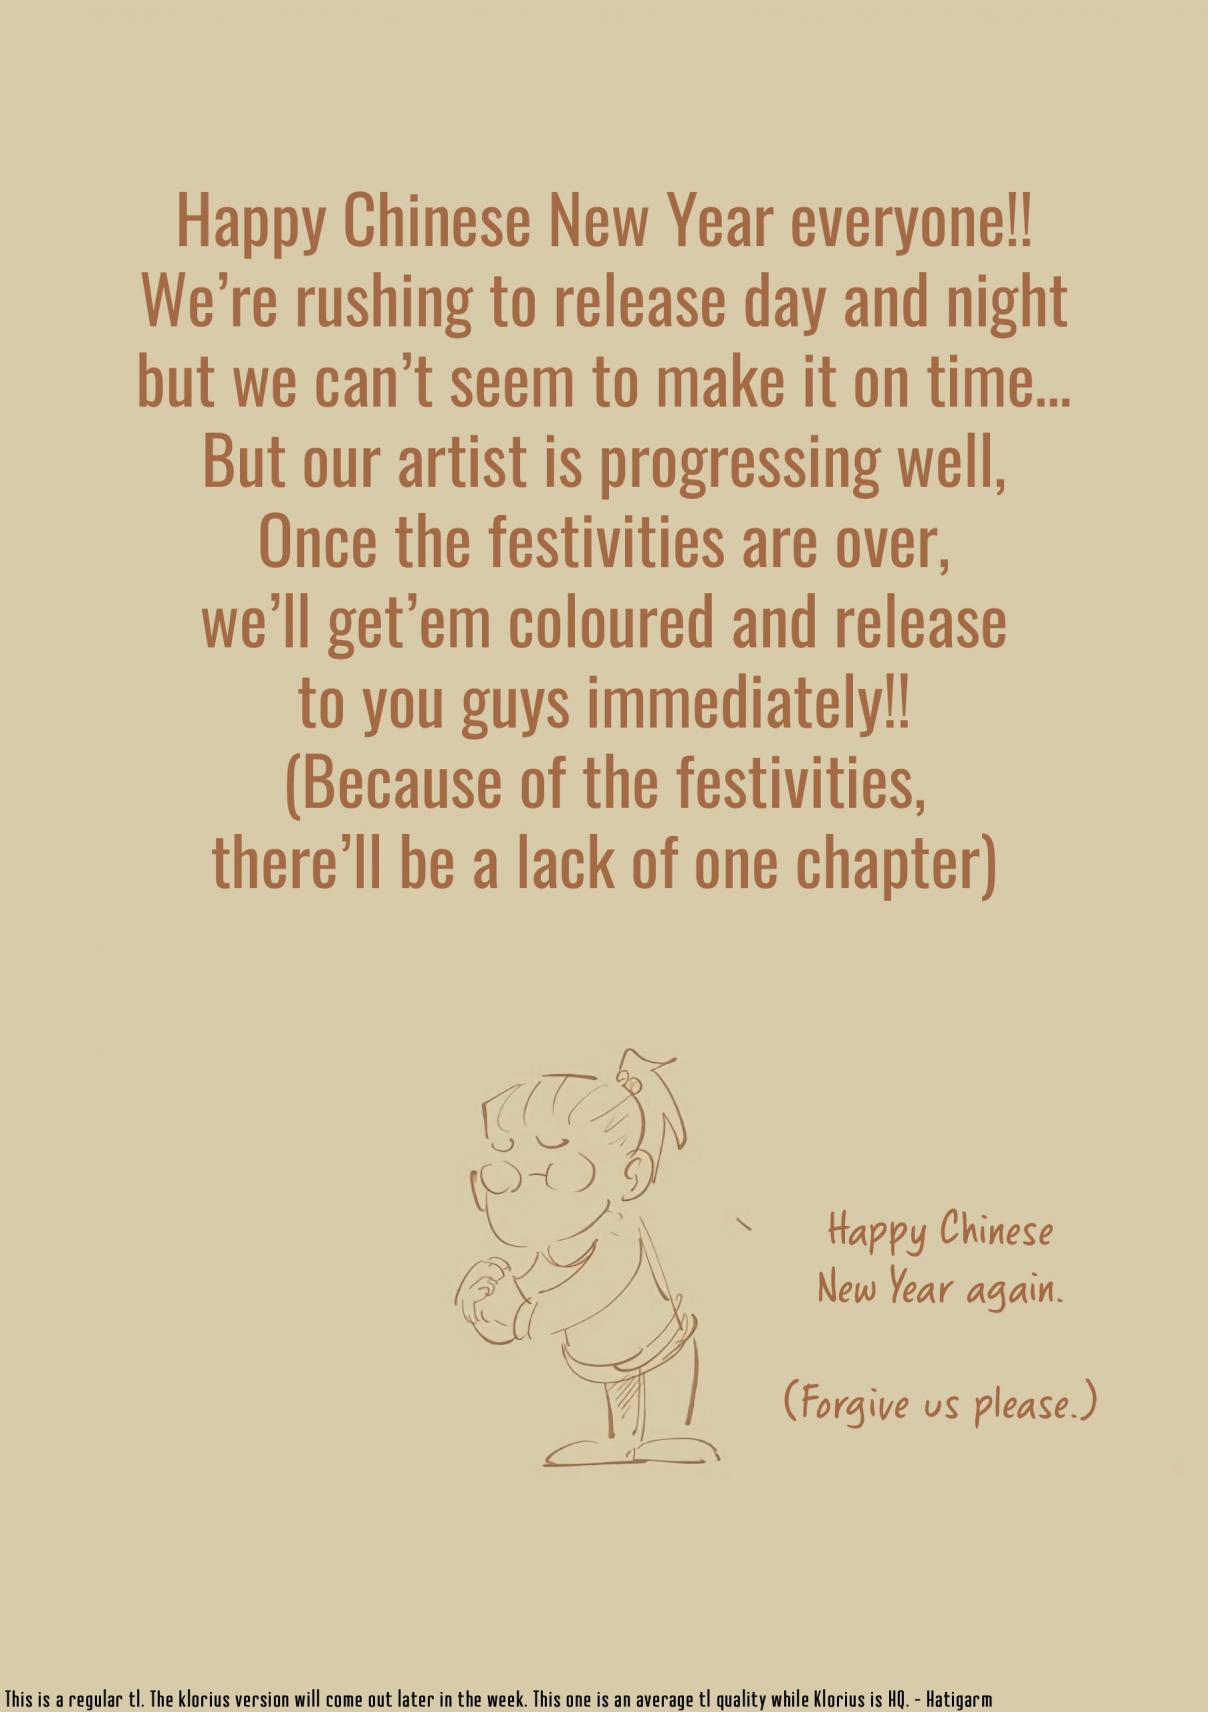 Happy Chinese New Year everyone!!
We're rushing to release day and night
but we can't seem to make it on time...
But our artist is progressing well,
Once the festivities are over,
we'll get'em coloured and release
to you guys immediately!!
(Because of the festivities,
there'll be a lack of one chapter)
Happy Chinese
New Year again.
(Forgive us please.)
This is a regular tl. The klorius version will come out later in the week. This one is an average tl quality while Klorius is HQ. - Hatigarm